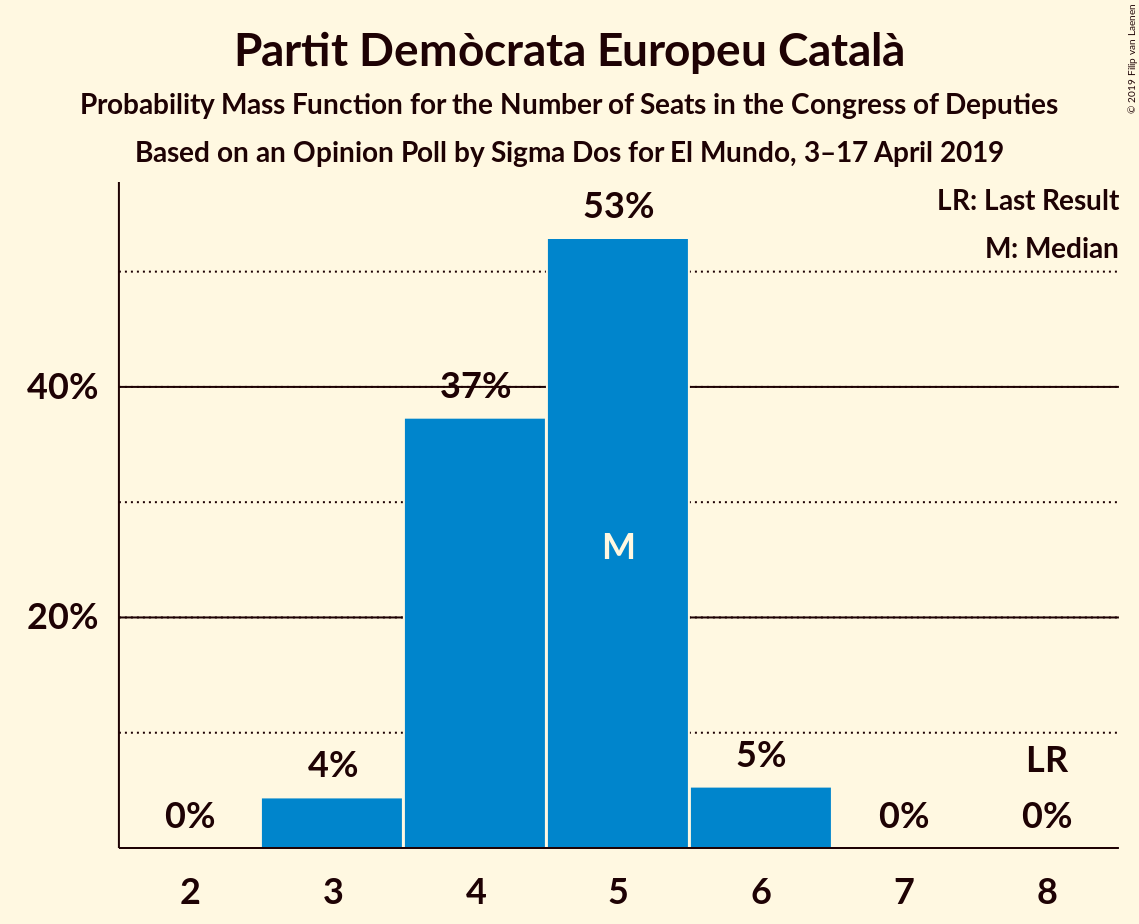 Partit Demòcrata Europeu Català
Probability Mass Function for the Number of Seats in the Congress of Deputies
Based on an Opinion Poll by Sigma Dos for El Mundo, 3–17 April 2019
© 2019 Filip van Laenen
LR: Last Result
M: Median
53%
40%
37%
M
20%
4%
5%
LR
0%
0%
0%
2 3 4 5 6 7 8